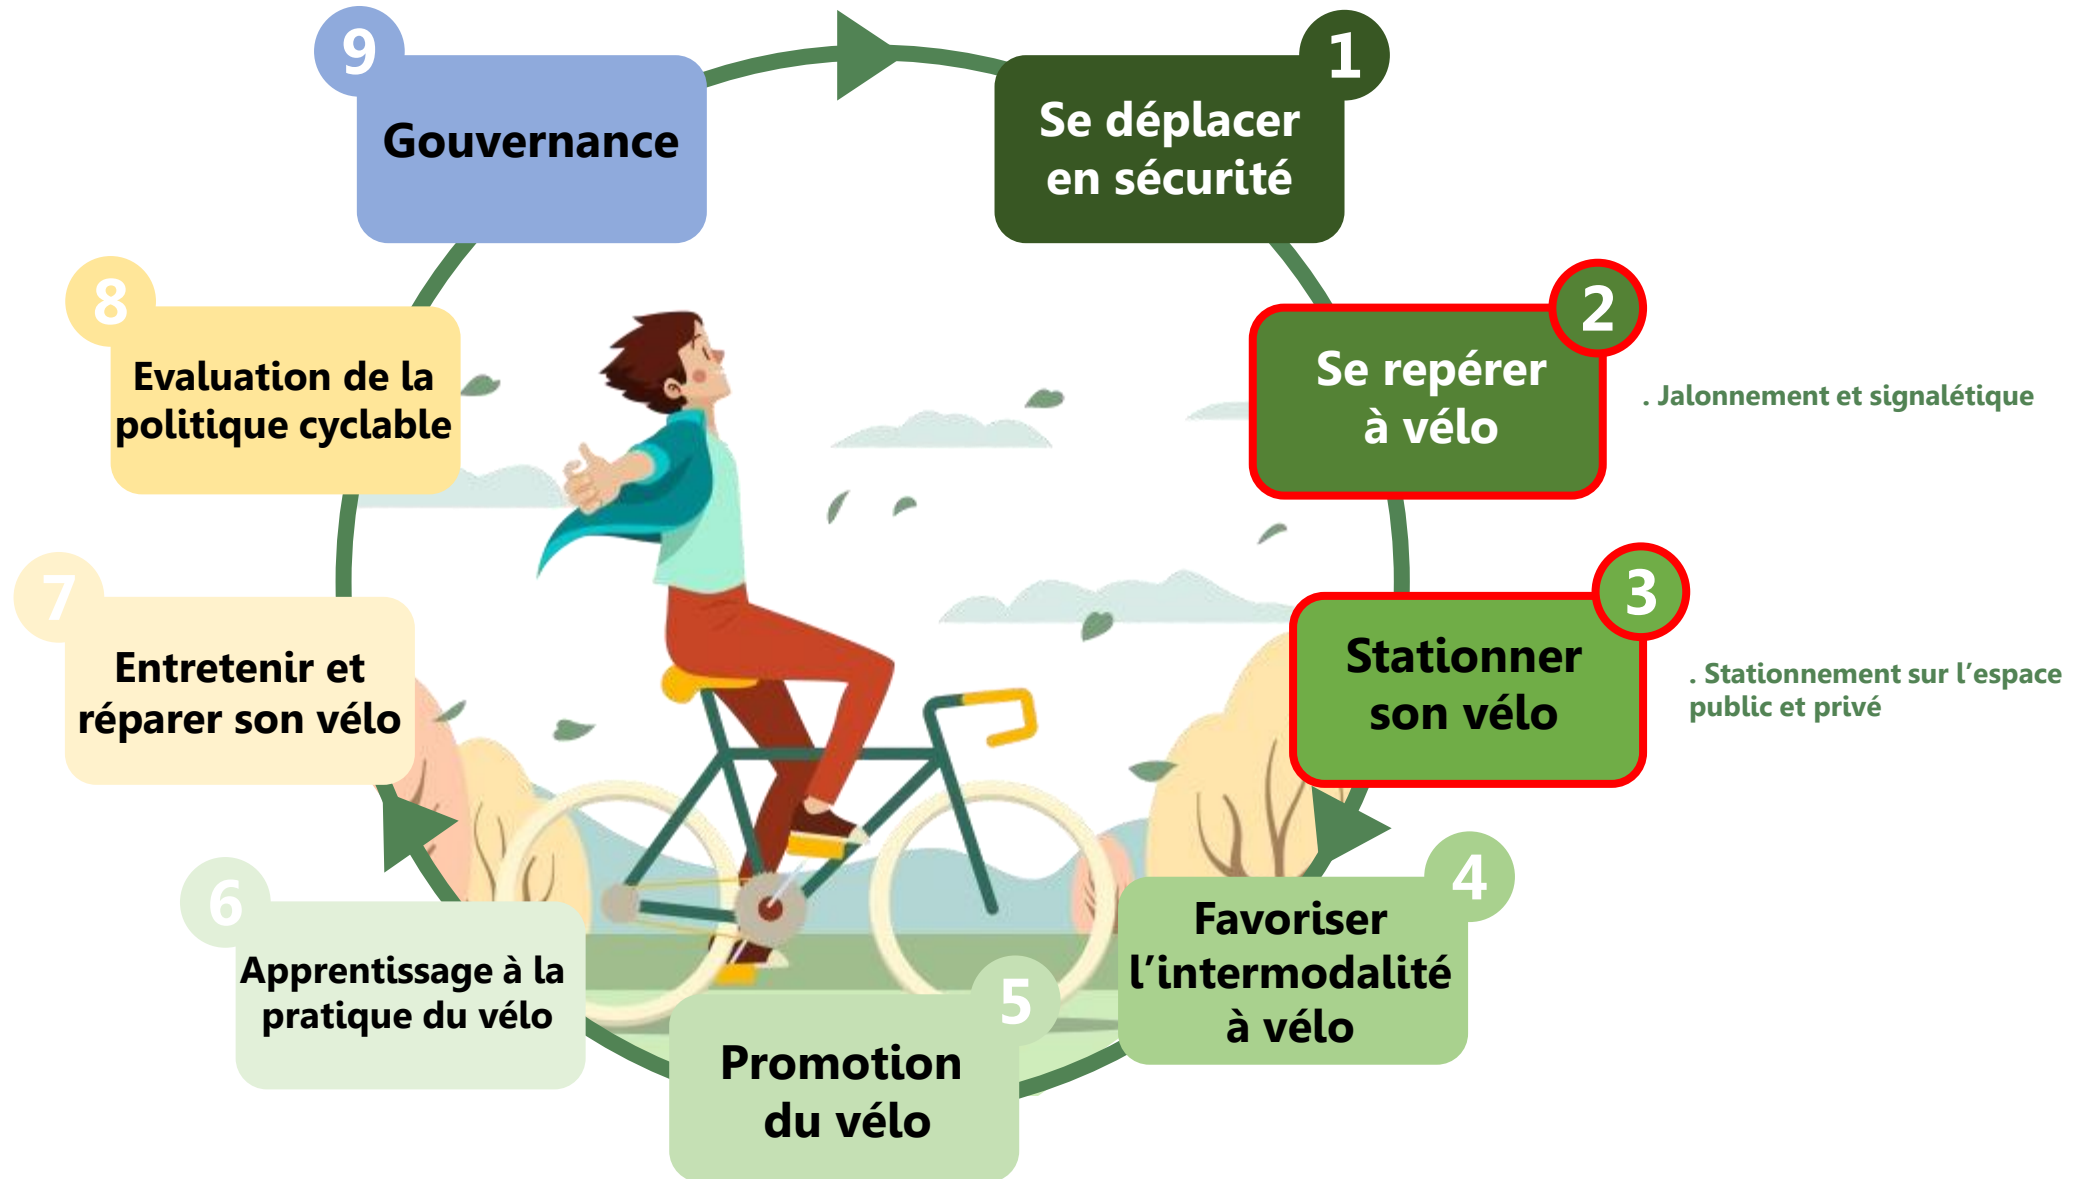 1
Se déplacer
en sécurité
2
Se repérer
à vélo
. Jalonnement et signalétique
3
Stationner
son vélo
. Stationnement sur l’espace
public et privé
4
Favoriser
l’intermodalité
à vélo
5
Promotion
du vélo
6
Apprentissage à la
pratique du vélo
7
Entretenir et
réparer son vélo
8
Evaluation de la
politique cyclable
9
Gouvernance